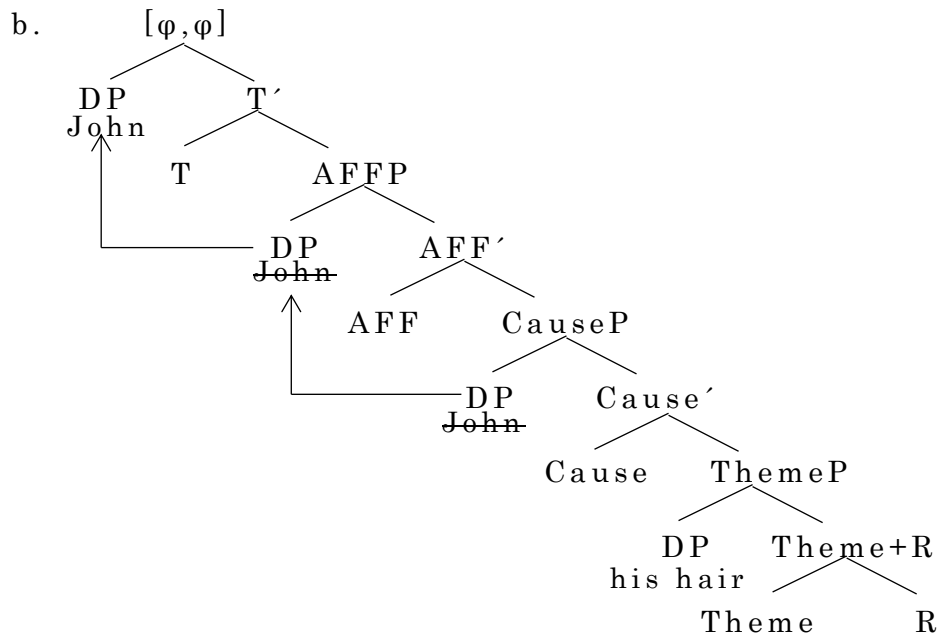 b. [φ,φ]
DP T´
John
T AFFP
DP AFF´
John
AFF CauseP
DP Cause´
John
Cause ThemeP
DP Theme+R
his hair
Theme R